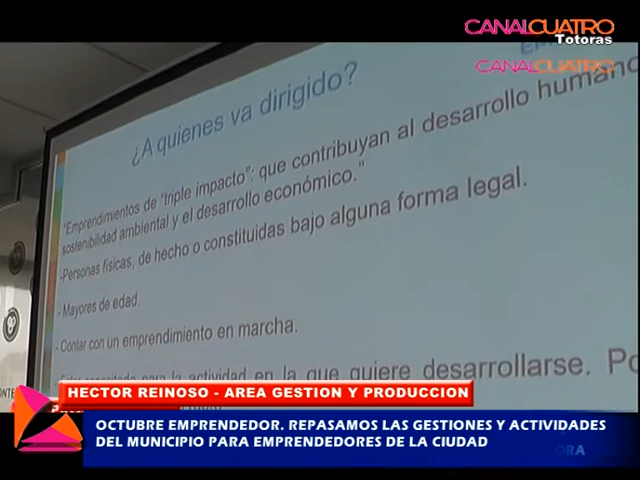 CANALCUATRO
Totoras
CANALCUATRO
¿A quienes va dirigido?
"Emprendimientos de "triple impacto": que contribuyan al desarrollo humano
sostenibilidad ambiental y el desarrollo económico."
-Personas físicas, de hecho o constituidas bajo alguna forma legal.
- Mayores de edad.
- Contar con un emprendimiento en marcha.
para la actividad en la que quiere desarrollarse.
HECTOR REINOSO - AREA GESTION Y PRODUCCION
OCTUBRE EMPRENDEDOR. REPASAMOS LAS GESTIONES Y ACTIVIDADES
DEL MUNICIPIO PARA EMPRENDEDORES DE LA CIUDAD